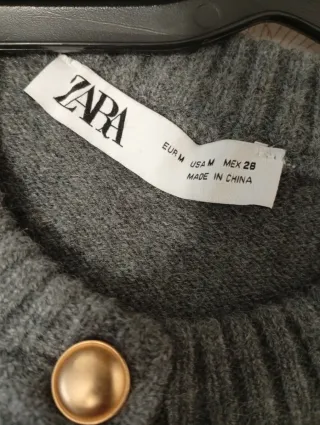 ZARA
EUR M USA M MEX 28
MADE IN CHINA